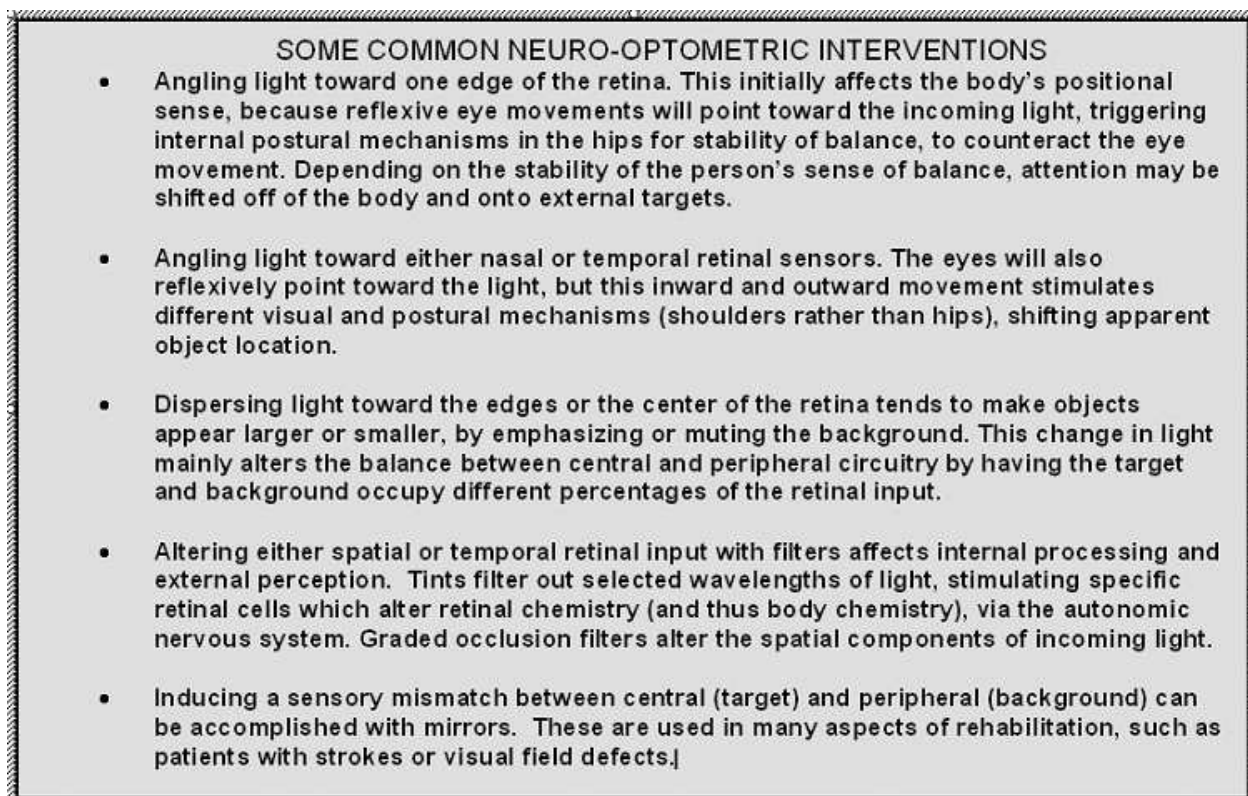 SOME COMMON NEURO-OPTOMETRIC INTERVENTIONS
• Angling light toward one edge of the retina. This initially affects the body's positional
sense, because reflexive eye movements will point toward the incoming light, triggering
internal postural mechanisms in the hips for stability of balance, to counteract the eye
movement. Depending on the stability of the person's sense of balance, attention may be
shifted off of the body and onto external targets.
• Angling light toward either nasal or temporal retinal sensors. The eyes will also
reflexively point toward the light, but this inward and outward movement stimulates
different visual and postural mechanisms (shoulders rather than hips), shifting apparent
object location.
• Dispersing light toward the edges or the center of the retina tends to make objects
appear larger or smaller, by emphasizing or muting the background. This change in light
mainly alters the balance between central and peripheral circuitry by having the target
and background occupy different percentages of the retinal input.
• Altering either spatial or temporal retinal input with filters affects internal processing and
external perception.  Tints filter out selected wavelengths of light, stimulating specific
retinal cells which alter retinal chemistry (and thus body chemistry), via the autonomic
nervous system. Graded occlusion filters alter the spatial components of incoming light.
• Inducing a sensory mismatch between central (target) and peripheral (background) can
be accomplished with mirrors.  These are used in many aspects of rehabilitation, such as
patients with strokes or visual field defects.